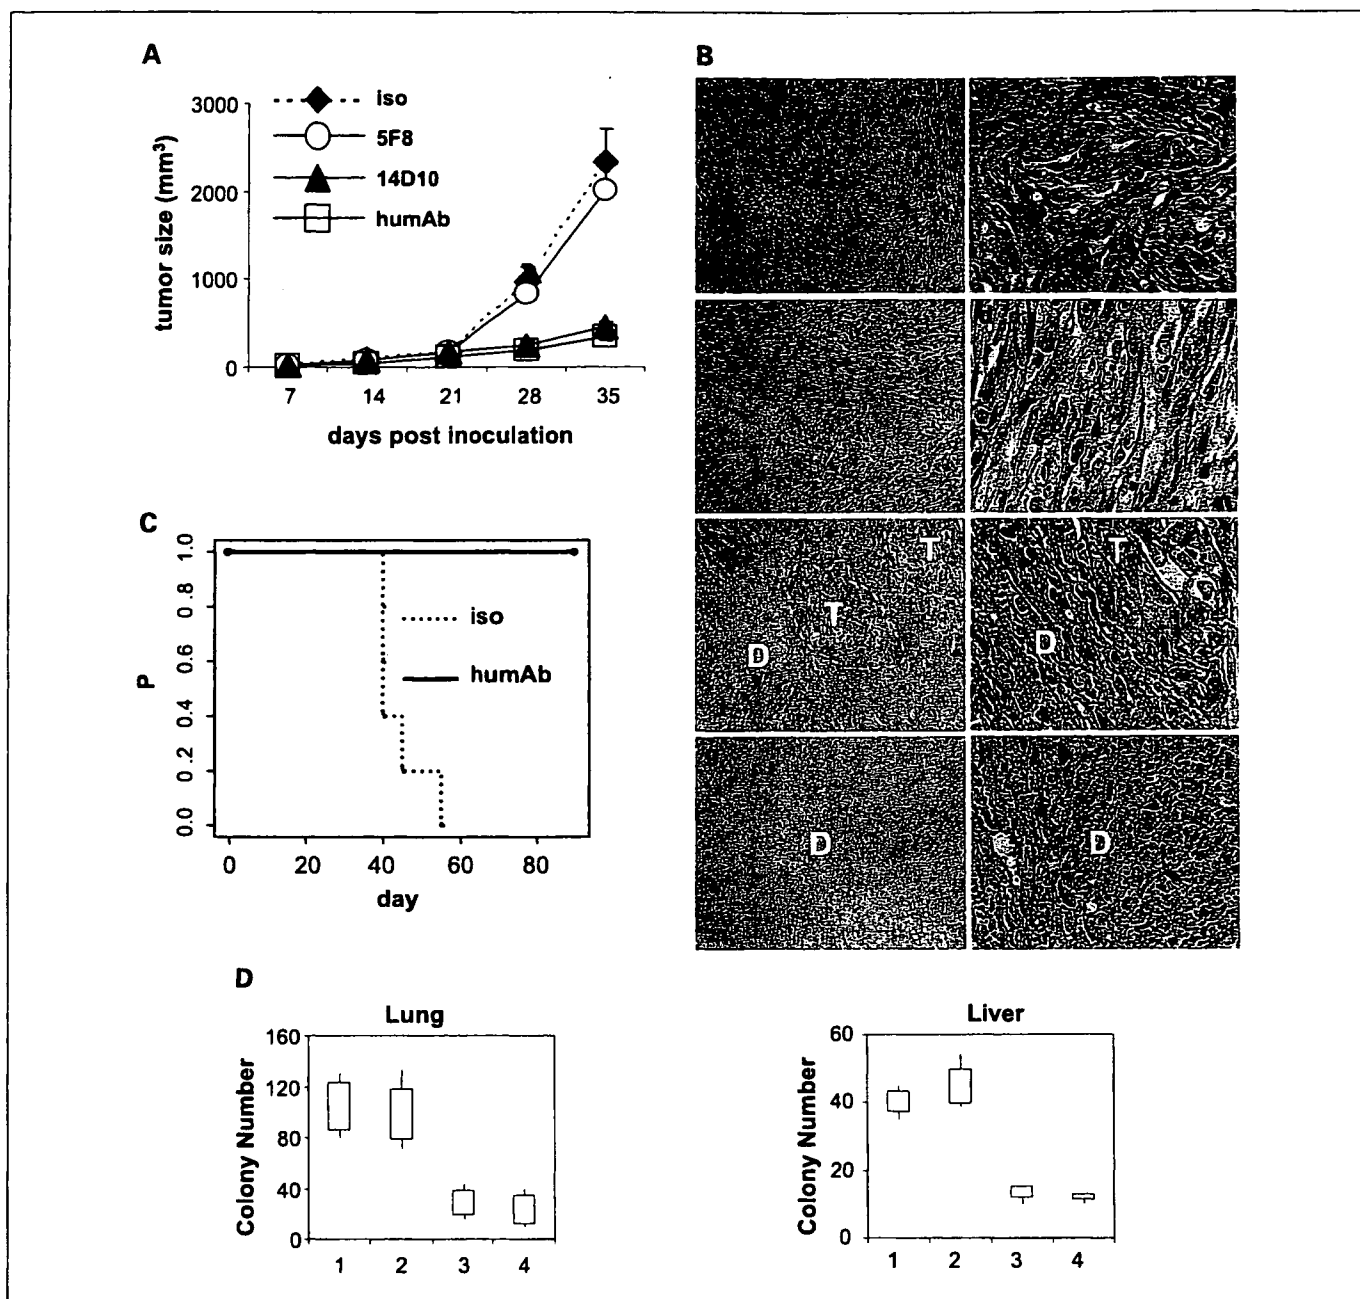 A
3000
2000
1000
0
tumor size (mm³)
iso
5F8
14D10
humAb
7 14 21 28 35
days post inoculation
B
T
T
D
T
D
D
D
s
C
1.0
0.8
0.6
0.4
0.2
0.0
P
iso
humAb
0 20 40 60 80
day
D
Lung
160
120
80
40
0
Colony Number
1 2 3 4
Liver
60
40
20
0
Colony Number
1 2 3 4